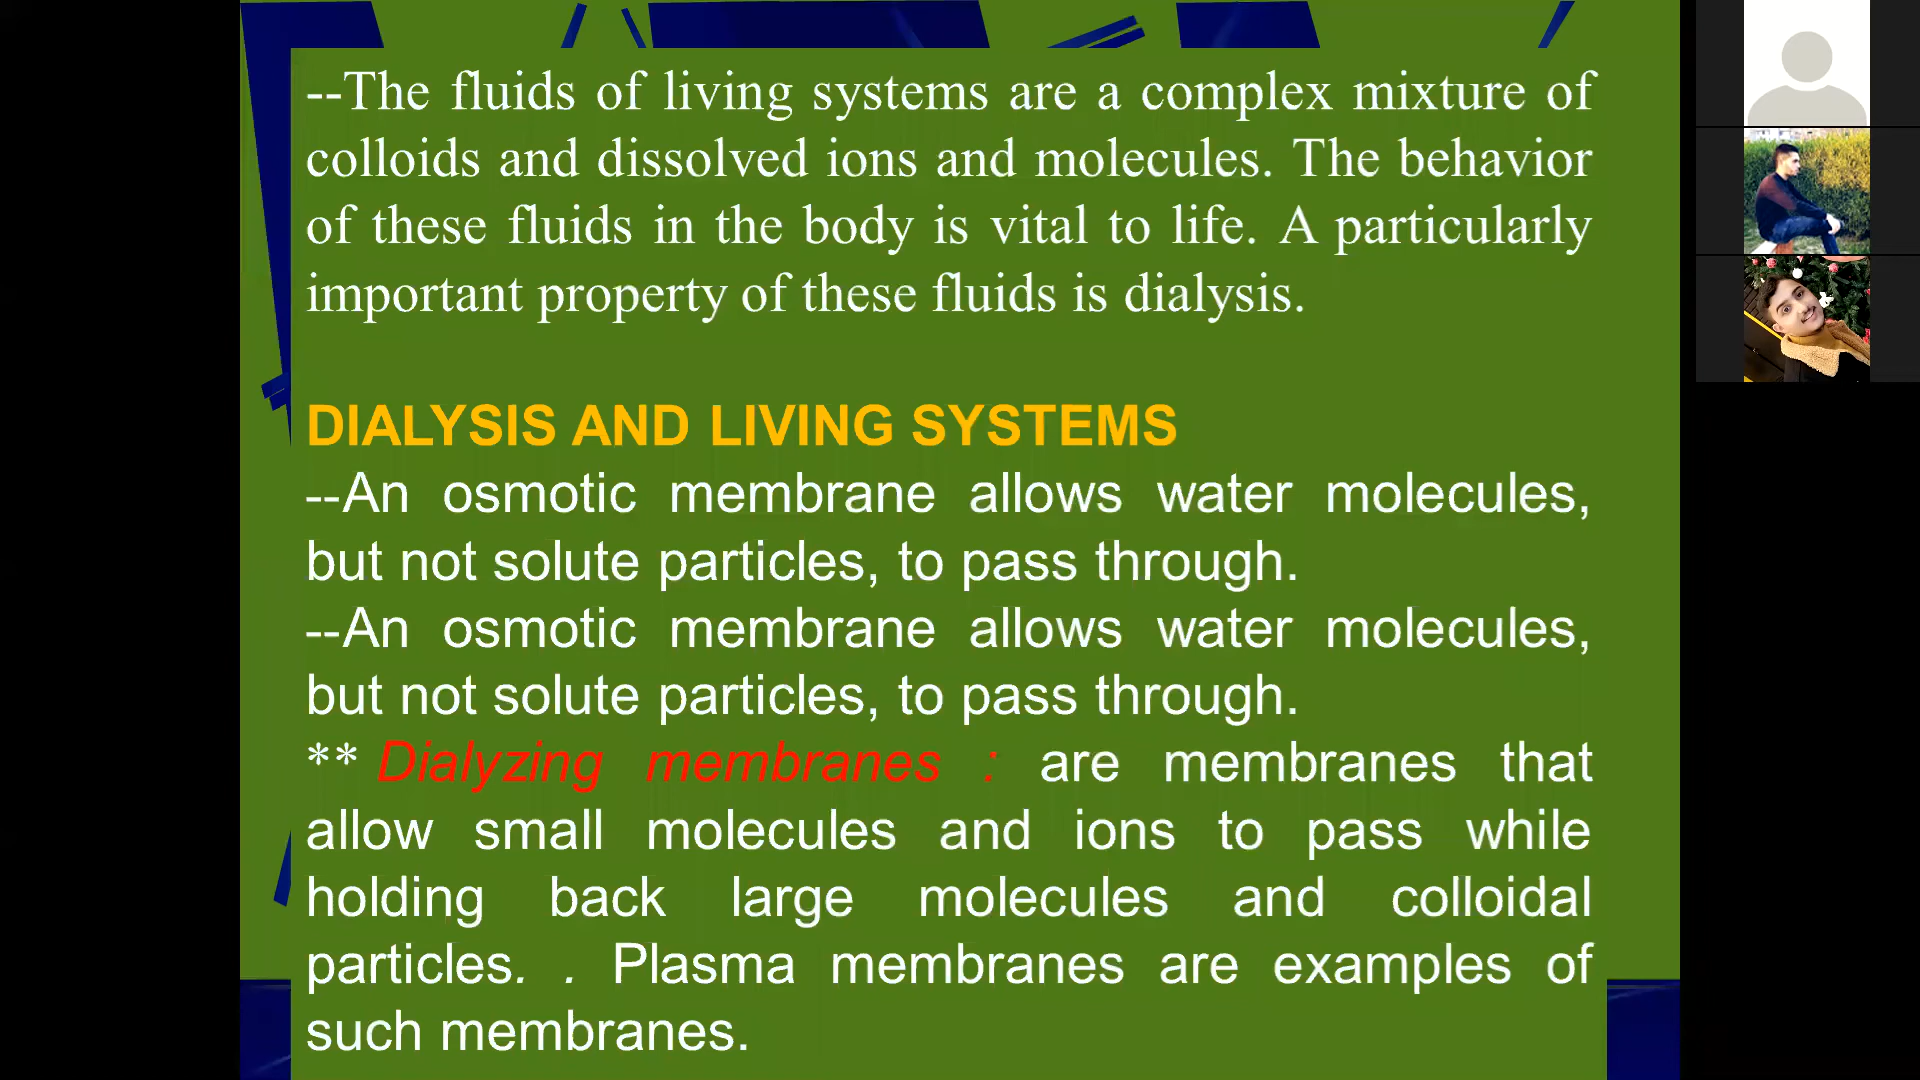 --The fluids of living systems are a complex mixture of
colloids and dissolved ions and molecules. The behavior
of these fluids in the body is vital to life. A particularly
important property of these fluids is dialysis.
DIALYSIS AND LIVING SYSTEMS
--An osmotic membrane allows water molecules,
but not solute particles, to pass through.
--An osmotic membrane allows water molecules,
but not solute particles, to pass through.
** Dialyzing membranes : are membranes that
allow small molecules and ions to pass while
holding back large molecules and colloidal
particles. . Plasma membranes are examples of
such membranes.